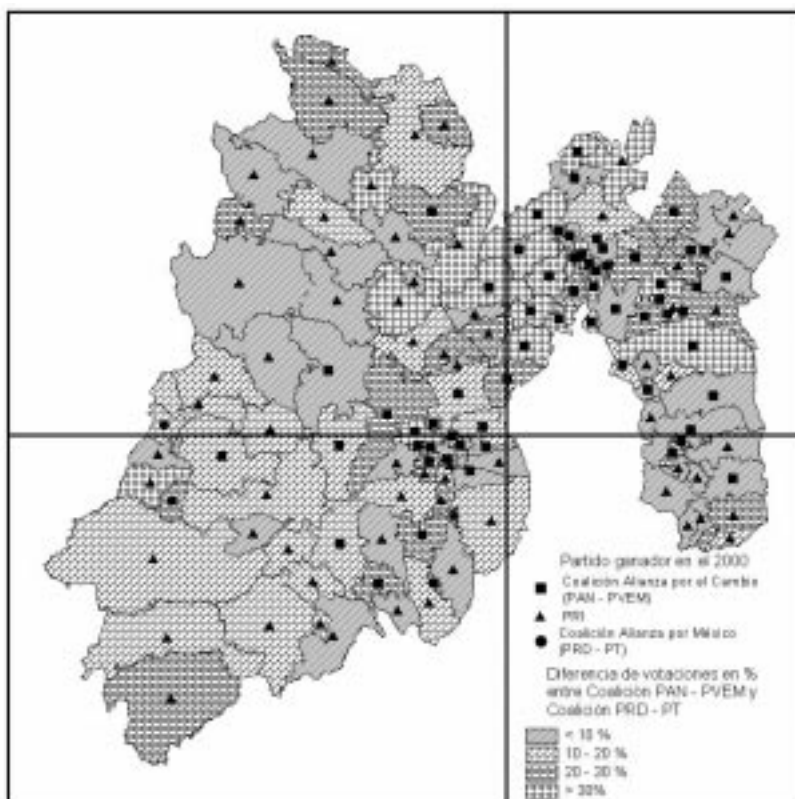 Partido ganador en el 2000
Coalición Alianza por el Cambio
(PAN - PVEM)
PRI
Coalición Alianza por México
(PRD - PT)
Diferencia de votaciones en %
entre Coalición PAN - PVEM y
Coalición PRD - PT
< 10 %
10 - 20 %
20 - 30 %
> 30%